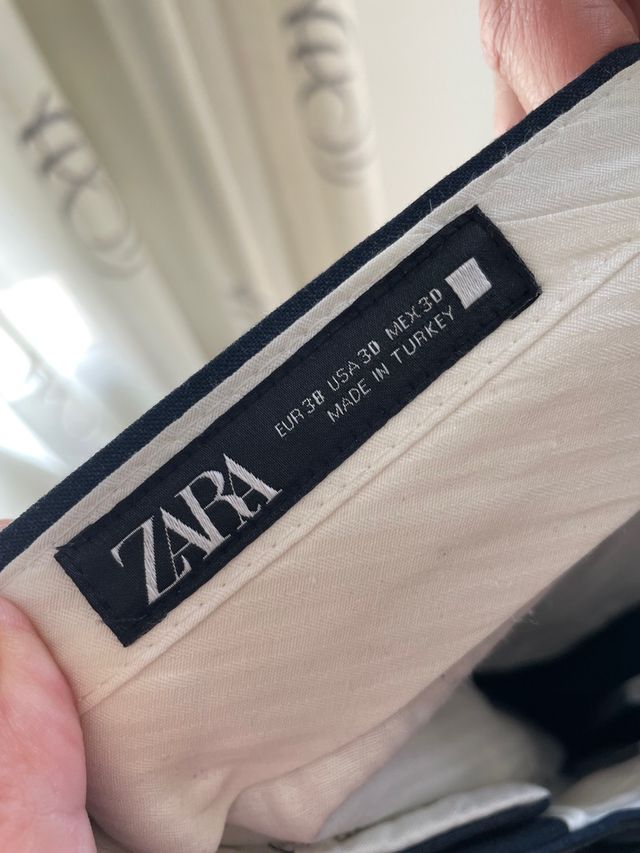 ZARA
EUR 38 USA 30 MEX 30
MADE IN TURKEY